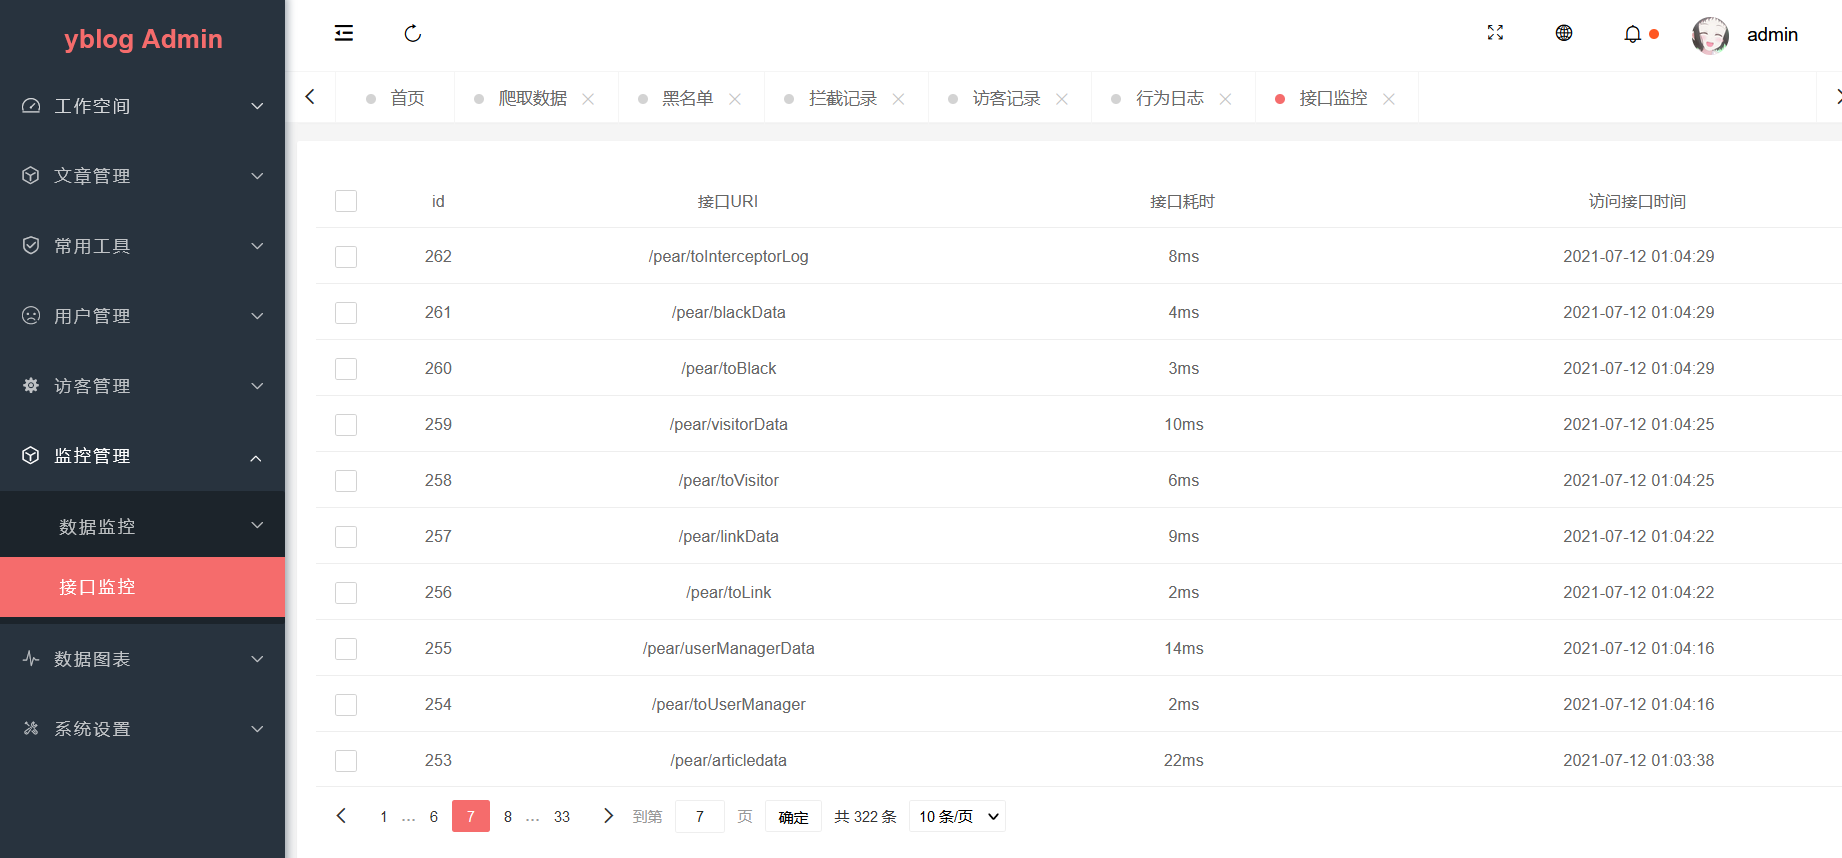 yblog Admin
工作空间
文章管理
常用工具
用户管理
访客管理
监控管理
数据监控
接口监控
数据图表
系统设置
admin
首页 爬取数据 黑名单 拦截记录 访客记录 行为日志 接口监控
id 接口URI 接口耗时 访问接口时间
262 /pear/toInterceptorLog 8ms 2021-07-12 01:04:29
261 /pear/blackData 4ms 2021-07-12 01:04:29
260 /pear/toBlack 3ms 2021-07-12 01:04:29
259 /pear/visitorData 10ms 2021-07-12 01:04:25
258 /pear/toVisitor 6ms 2021-07-12 01:04:25
257 /pear/linkData 9ms 2021-07-12 01:04:22
256 /pear/toLink 2ms 2021-07-12 01:04:22
255 /pear/userManagerData 14ms 2021-07-12 01:04:16
254 /pear/toUserManager 2ms 2021-07-12 01:04:16
253 /pear/articledata 22ms 2021-07-12 01:03:38
1 … 6 7 8 … 33 到第 7 页 确定 共 322 条 10 条/页